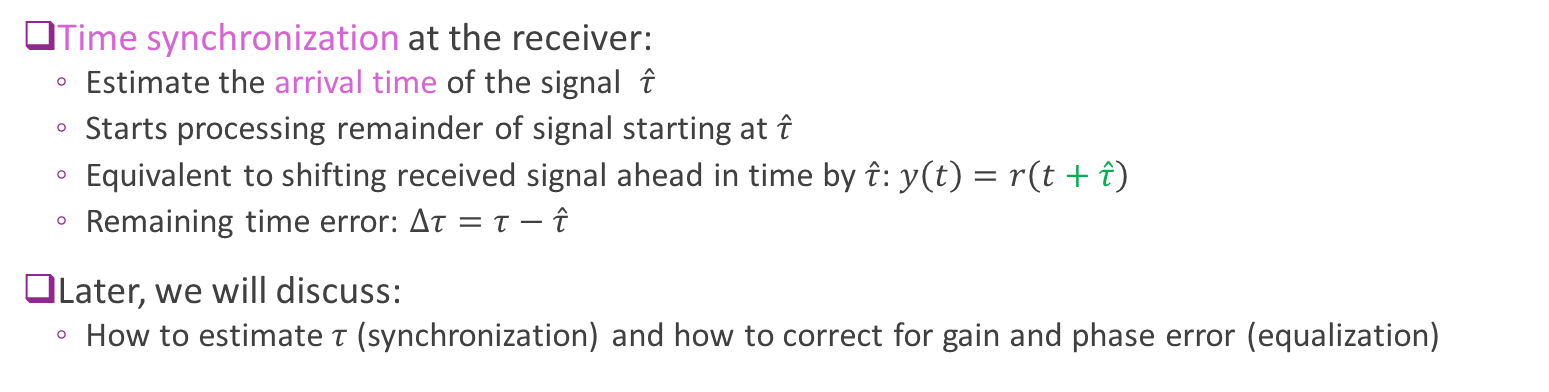 ❑Time synchronization at the receiver:
◦ Estimate the arrival time of the signal τ̂
◦ Starts processing remainder of signal starting at τ̂
◦ Equivalent to shifting received signal ahead in time by τ̂: y(t) = r(t + τ̂)
◦ Remaining time error: Δτ = τ − τ̂
❑Later, we will discuss:
◦ How to estimate τ (synchronization) and how to correct for gain and phase error (equalization)